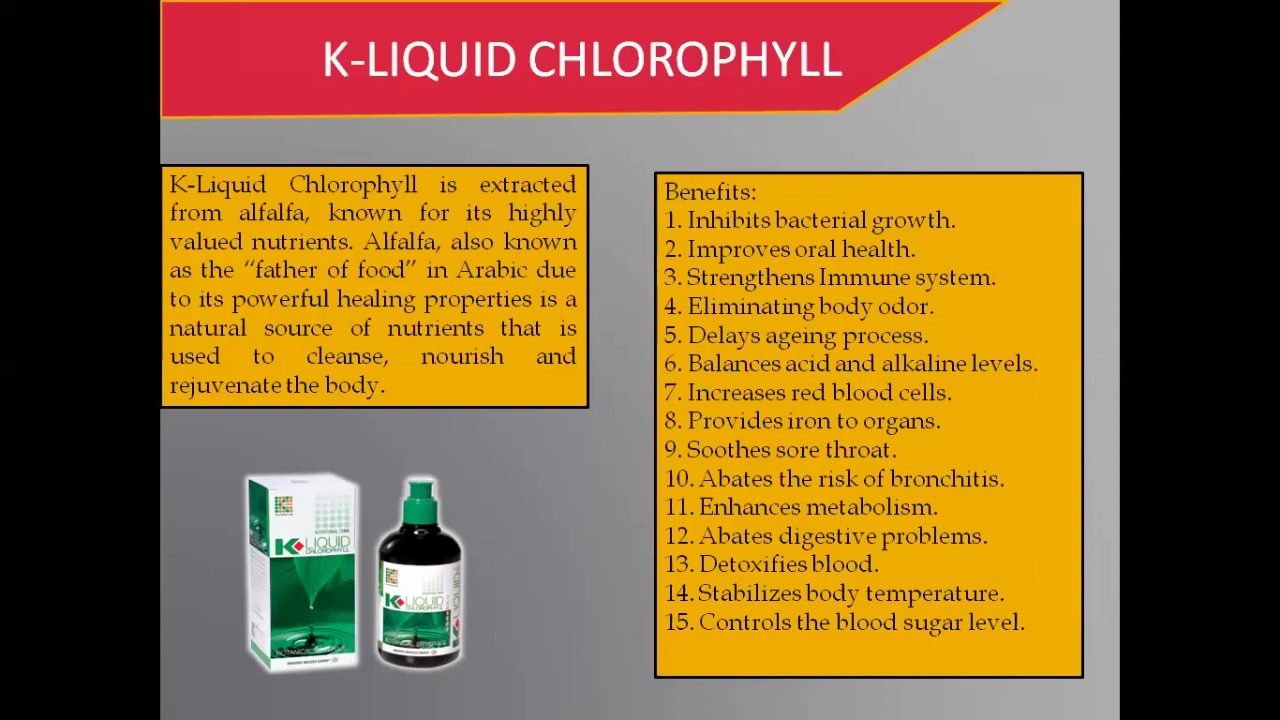 K-LIQUID CHLOROPHYLL
K-Liquid Chlorophyll is extracted
from alfalfa, known for its highly
valued nutrients. Alfalfa, also known
as the “father of food” in Arabic due
to its powerful healing properties is a
natural source of nutrients that is
used to cleanse, nourish and
rejuvenate the body.
Benefits:
1. Inhibits bacterial growth.
2. Improves oral health.
3. Strengthens Immune system.
4. Eliminating body odor.
5. Delays ageing process.
6. Balances acid and alkaline levels.
7. Increases red blood cells.
8. Provides iron to organs.
9. Soothes sore throat.
10. Abates the risk of bronchitis.
11. Enhances metabolism.
12. Abates digestive problems.
13. Detoxifies blood.
14. Stabilizes body temperature.
15. Controls the blood sugar level.
K LIQUID
CHLOROPHYLL
K LIQUID
CHLOROPHYLL